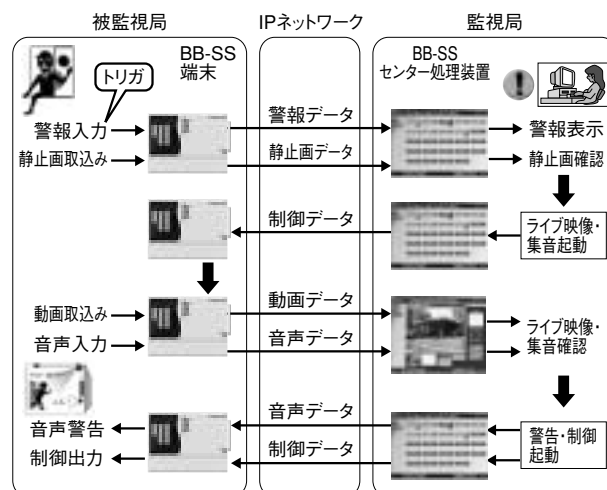 被監視局
IPネットワーク
監視局
BB-SS
端末
BB-SS
センター処理装置
トリガ
警報入力
静止画取込み
警報データ
静止画データ
警報表示
静止画確認
制御データ
ライブ映像・
集音起動
動画取込み
音声入力
動画データ
音声データ
ライブ映像・
集音確認
音声警告
制御出力
音声データ
制御データ
警告・制御
起動